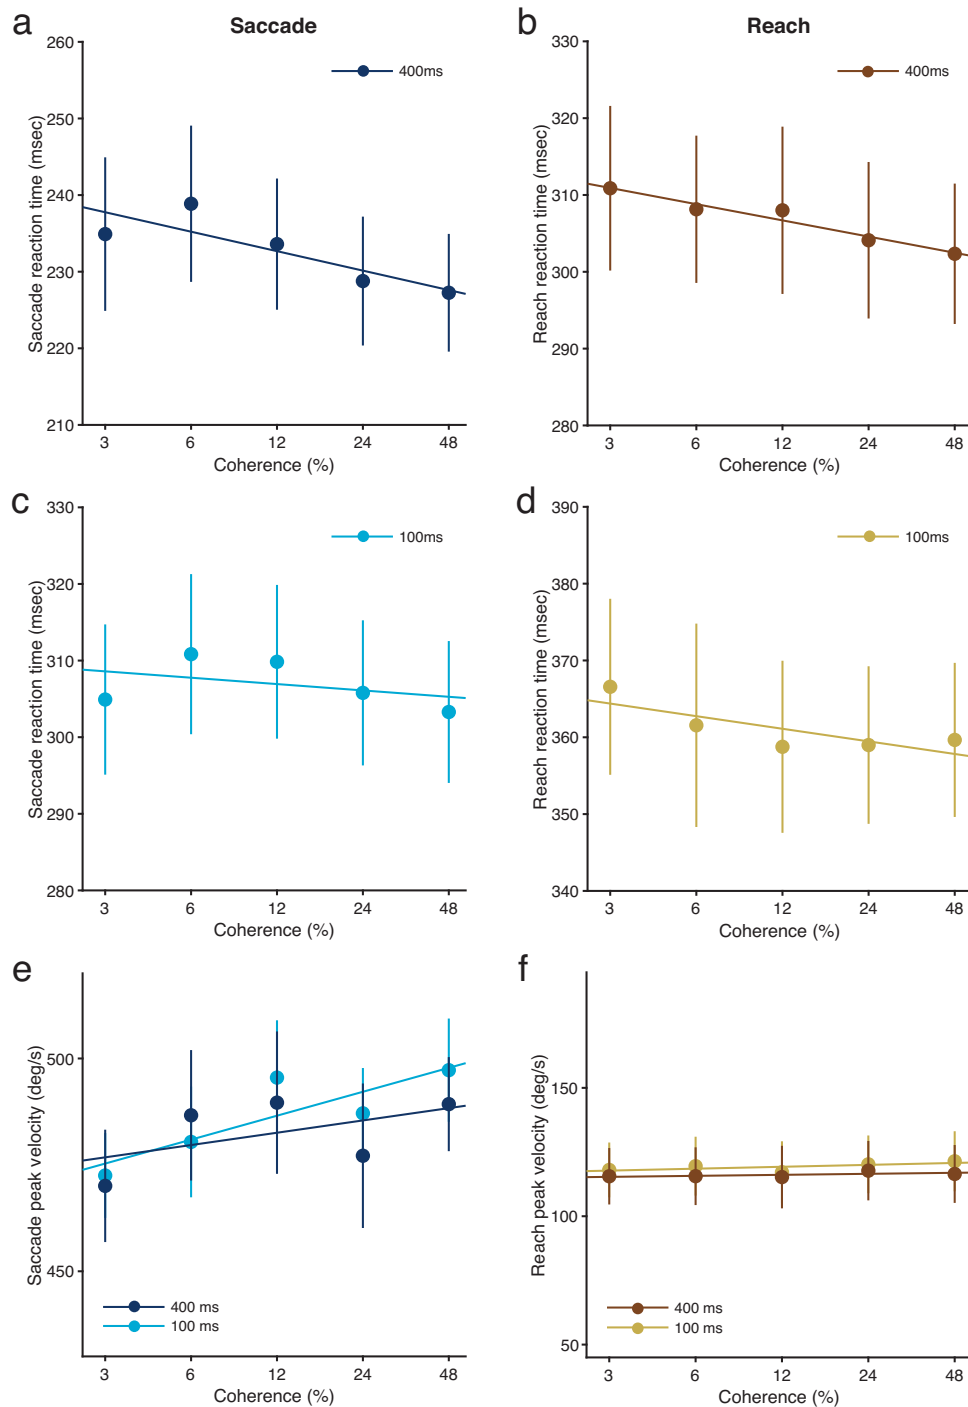 a
Saccade
260
250
240
230
220
210
Saccade reaction time (msec)
400ms
3 6 12 24 48
Coherence (%)
b
Reach
330
320
310
300
290
280
Reach reaction time (msec)
400ms
3 6 12 24 48
Coherence (%)
c
330
320
310
300
290
280
Saccade reaction time (msec)
100ms
3 6 12 24 48
Coherence (%)
d
390
380
370
360
350
340
Reach reaction time (msec)
100ms
3 6 12 24 48
Coherence (%)
e
500
450
Saccade peak velocity (deg/s)
400 ms
100 ms
3 6 12 24 48
Coherence (%)
f
150
100
50
Reach peak velocity (deg/s)
400 ms
100 ms
3 6 12 24 48
Coherence (%)